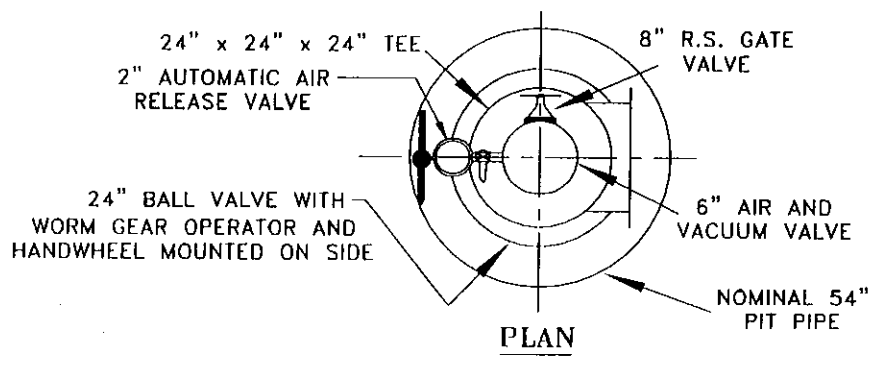 24" x 24" x 24" TEE
2" AUTOMATIC AIR
RELEASE VALVE
24" BALL VALVE WITH
WORM GEAR OPERATOR AND
HANDWHEEL MOUNTED ON SIDE
8" R.S. GATE
VALVE
6" AIR AND
VACUUM VALVE
NOMINAL 54"
PIT PIPE
PLAN